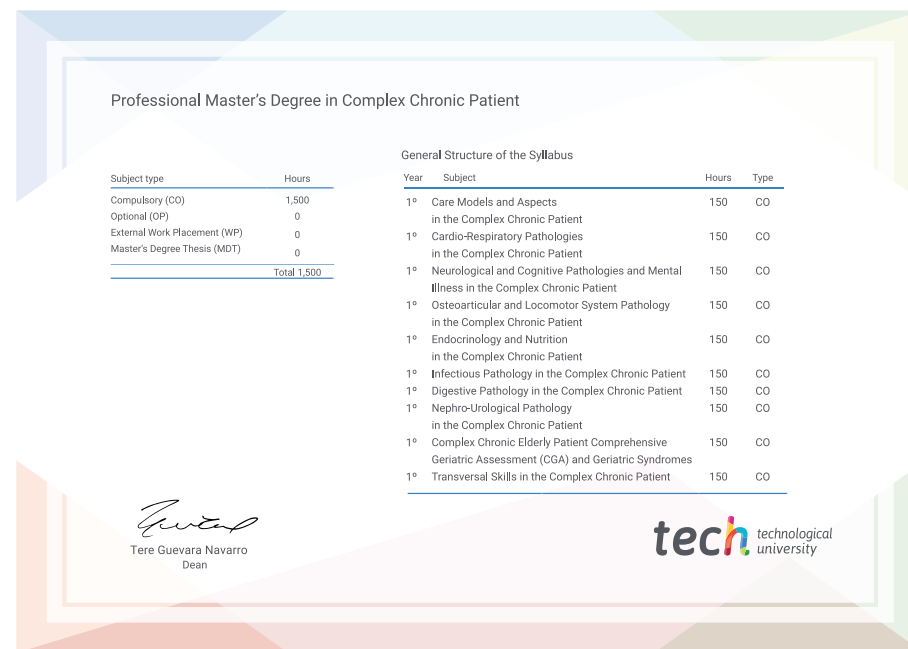 Professional Master's Degree in Complex Chronic Patient
Subject type Hours
Compulsory (CO) 1,500
Optional (OP) 0
External Work Placement (WP) 0
Master's Degree Thesis (MDT) 0
Total 1,500
General Structure of the Syllabus
Year Subject Hours Type
1º Care Models and Aspects 150 CO
in the Complex Chronic Patient
1º Cardio-Respiratory Pathologies 150 CO
in the Complex Chronic Patient
1º Neurological and Cognitive Pathologies and Mental 150 CO
Illness in the Complex Chronic Patient
1º Osteoarticular and Locomotor System Pathology 150 CO
in the Complex Chronic Patient
1º Endocrinology and Nutrition 150 CO
in the Complex Chronic Patient
1º Infectious Pathology in the Complex Chronic Patient 150 CO
1º Digestive Pathology in the Complex Chronic Patient 150 CO
1º Nephro-Urological Pathology 150 CO
in the Complex Chronic Patient
1º Complex Chronic Elderly Patient Comprehensive 150 CO
Geriatric Assessment (CGA) and Geriatric Syndromes
1º Transversal Skills in the Complex Chronic Patient 150 CO
Tere Guevara Navarro
Dean
tech technological
university